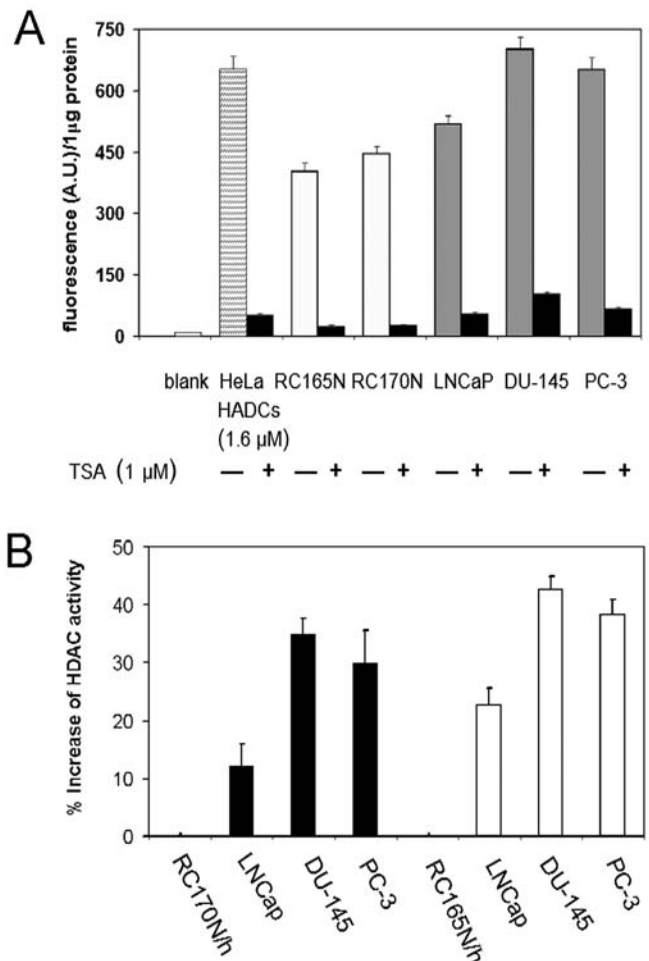 A
fluorescence (A.U.)/1µg protein
750
600
450
300
150
0
blank HeLa RC165N RC170N LNCaP DU-145 PC-3
HADCs
(1.6 µM)
TSA (1 µM) — + — + — + — + — + — +
B
% Increase of HDAC activity
50
40
30
20
10
0
RC170N/h LNCap DU-145 PC-3 RC165N/h LNCap DU-145 PC-3